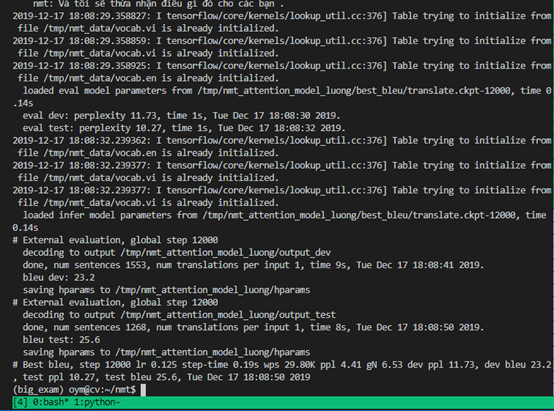 nmt: Và tôi sẽ thừa nhận điều gì đó cho các bạn .
2019-12-17 18:08:29.358827: I tensorflow/core/kernels/lookup_util.cc:376] Table trying to initialize from
file /tmp/nmt_data/vocab.vi is already initialized.
2019-12-17 18:08:29.358859: I tensorflow/core/kernels/lookup_util.cc:376] Table trying to initialize from
file /tmp/nmt_data/vocab.vi is already initialized.
2019-12-17 18:08:29.358925: I tensorflow/core/kernels/lookup_util.cc:376] Table trying to initialize from
file /tmp/nmt_data/vocab.en is already initialized.
loaded eval model parameters from /tmp/nmt_attention_model_luong/best_bleu/translate.ckpt-12000, time 0
.14s
eval dev: perplexity 11.73, time 1s, Tue Dec 17 18:08:30 2019.
eval test: perplexity 10.27, time 1s, Tue Dec 17 18:08:32 2019.
2019-12-17 18:08:32.239362: I tensorflow/core/kernels/lookup_util.cc:376] Table trying to initialize from
file /tmp/nmt_data/vocab.en is already initialized.
2019-12-17 18:08:32.239377: I tensorflow/core/kernels/lookup_util.cc:376] Table trying to initialize from
file /tmp/nmt_data/vocab.vi is already initialized.
2019-12-17 18:08:32.239377: I tensorflow/core/kernels/lookup_util.cc:376] Table trying to initialize from
file /tmp/nmt_data/vocab.vi is already initialized.
loaded infer model parameters from /tmp/nmt_attention_model_luong/best_bleu/translate.ckpt-12000, time
0.14s
# External evaluation, global step 12000
decoding to output /tmp/nmt_attention_model_luong/output_dev
done, num sentences 1553, num translations per input 1, time 9s, Tue Dec 17 18:08:41 2019.
bleu dev: 23.2
saving hparams to /tmp/nmt_attention_model_luong/hparams
# External evaluation, global step 12000
decoding to output /tmp/nmt_attention_model_luong/output_test
done, num sentences 1268, num translations per input 1, time 8s, Tue Dec 17 18:08:50 2019.
bleu test: 25.6
saving hparams to /tmp/nmt_attention_model_luong/hparams
# Best bleu, step 12000 lr 0.125 step-time 0.19s wps 29.80K ppl 4.41 gN 6.53 dev ppl 11.73, dev bleu 23.2
, test ppl 10.27, test bleu 25.6, Tue Dec 17 18:08:50 2019
(big_exam) oym@cv:~/nmt$
[4] 0:bash* 1:python-